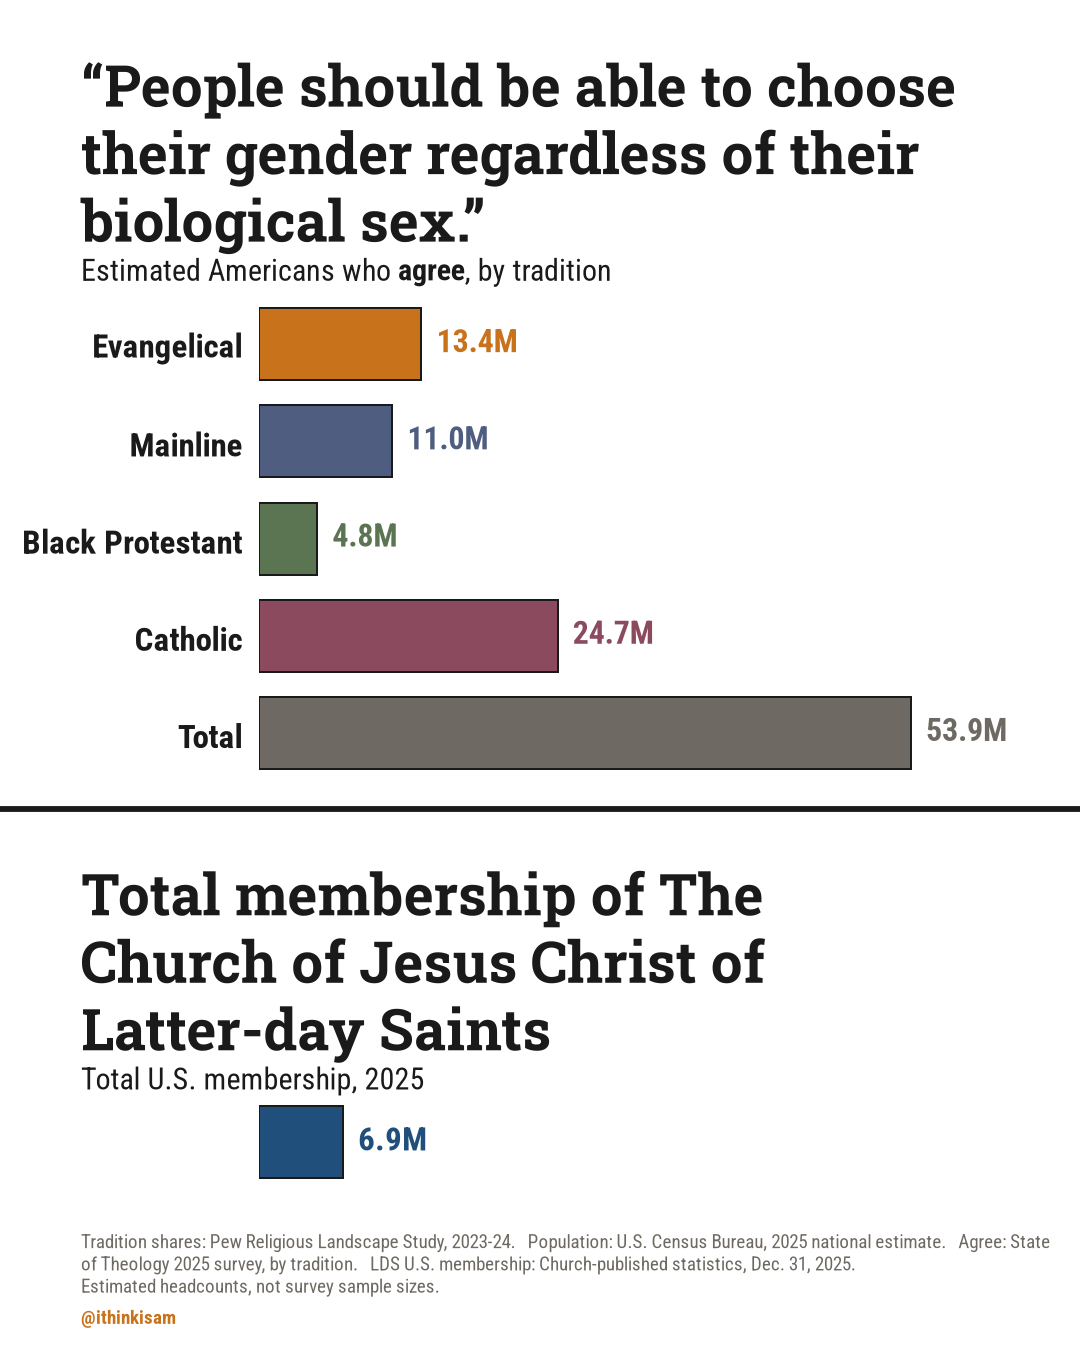 “People should be able to choose
their gender regardless of their
biological sex.”
Estimated Americans who agree, by tradition
Evangelical 13.4M
Mainline 11.0M
Black Protestant 4.8M
Catholic 24.7M
Total 53.9M
Total membership of The
Church of Jesus Christ of
Latter-day Saints
Total U.S. membership, 2025
6.9M
Tradition shares: Pew Religious Landscape Study, 2023-24. Population: U.S. Census Bureau, 2025 national estimate. Agree: State
of Theology 2025 survey, by tradition. LDS U.S. membership: Church-published statistics, Dec. 31, 2025.
Estimated headcounts, not survey sample sizes.
@ithinkisam